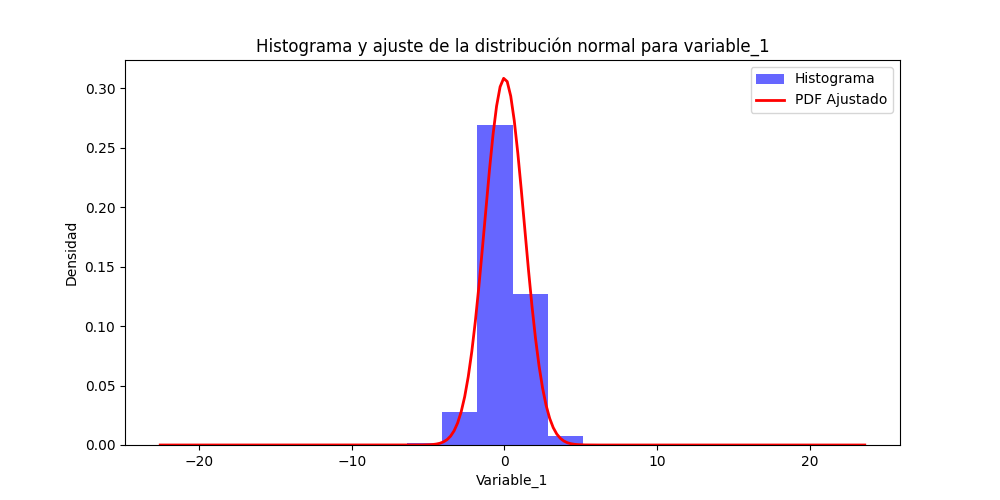 Histograma y ajuste de la distribución normal para variable_1
Histograma
PDF Ajustado
Densidad
0.30
0.25
0.20
0.15
0.10
0.05
0.00
−20
−10
0
10
20
Variable_1